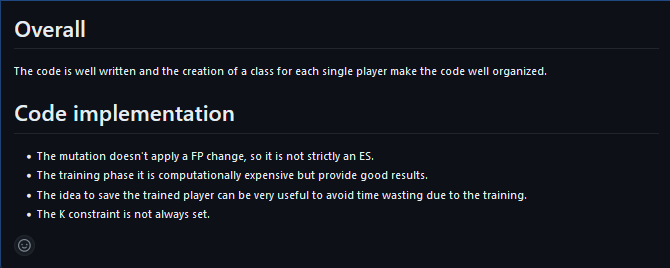 Overall
The code is well written and the creation of a class for each single player make the code well organized.
Code implementation
• The mutation doesn't apply a FP change, so it is not strictly an ES.
• The training phase it is computationally expensive but provide good results.
• The idea to save the trained player can be very useful to avoid time wasting due to the training.
• The K constraint is not always set.